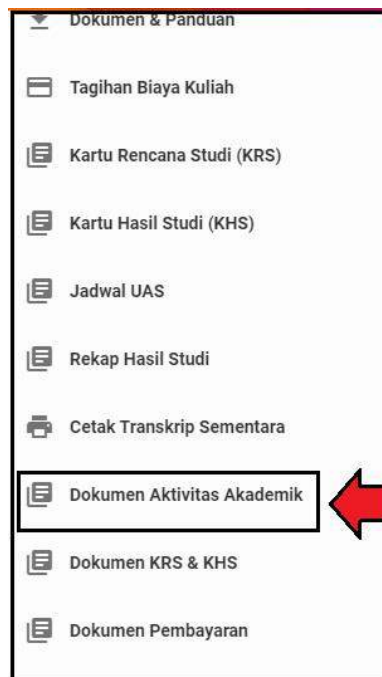 Dokumen & Panduan
Tagihan Biaya Kuliah
Kartu Rencana Studi (KRS)
Kartu Hasil Studi (KHS)
Jadwal UAS
Rekap Hasil Studi
Cetak Transkrip Sementara
Dokumen Aktivitas Akademik
Dokumen KRS & KHS
Dokumen Pembayaran